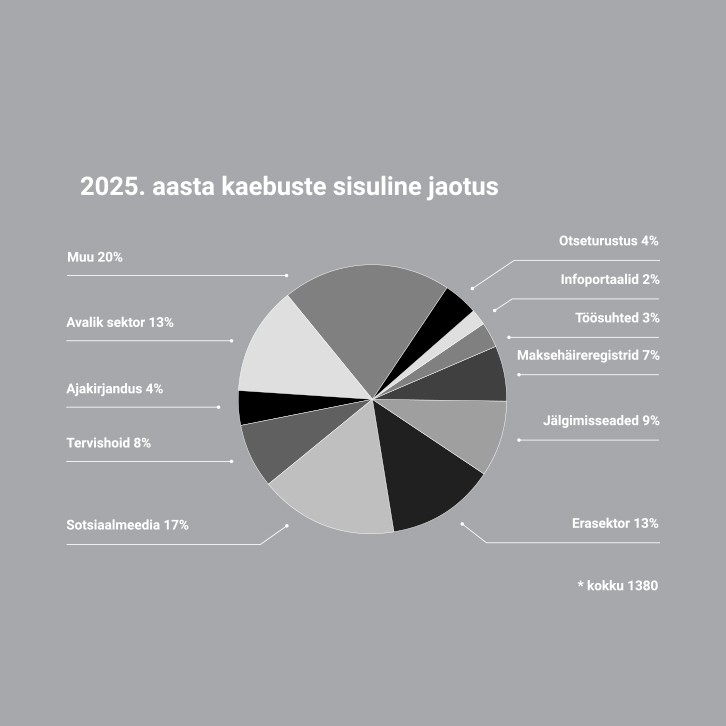 2025. aasta kaebuste sisuline jaotus
Muu 20%
Avalik sektor 13%
Ajakirjandus 4%
Tervishoid 8%
Sotsiaalmeedia 17%
Otseturustus 4%
Infoportaalid 2%
Töösuhted 3%
Maksehäireregistrid 7%
Jälgimisseaded 9%
Erasektor 13%
* kokku 1380